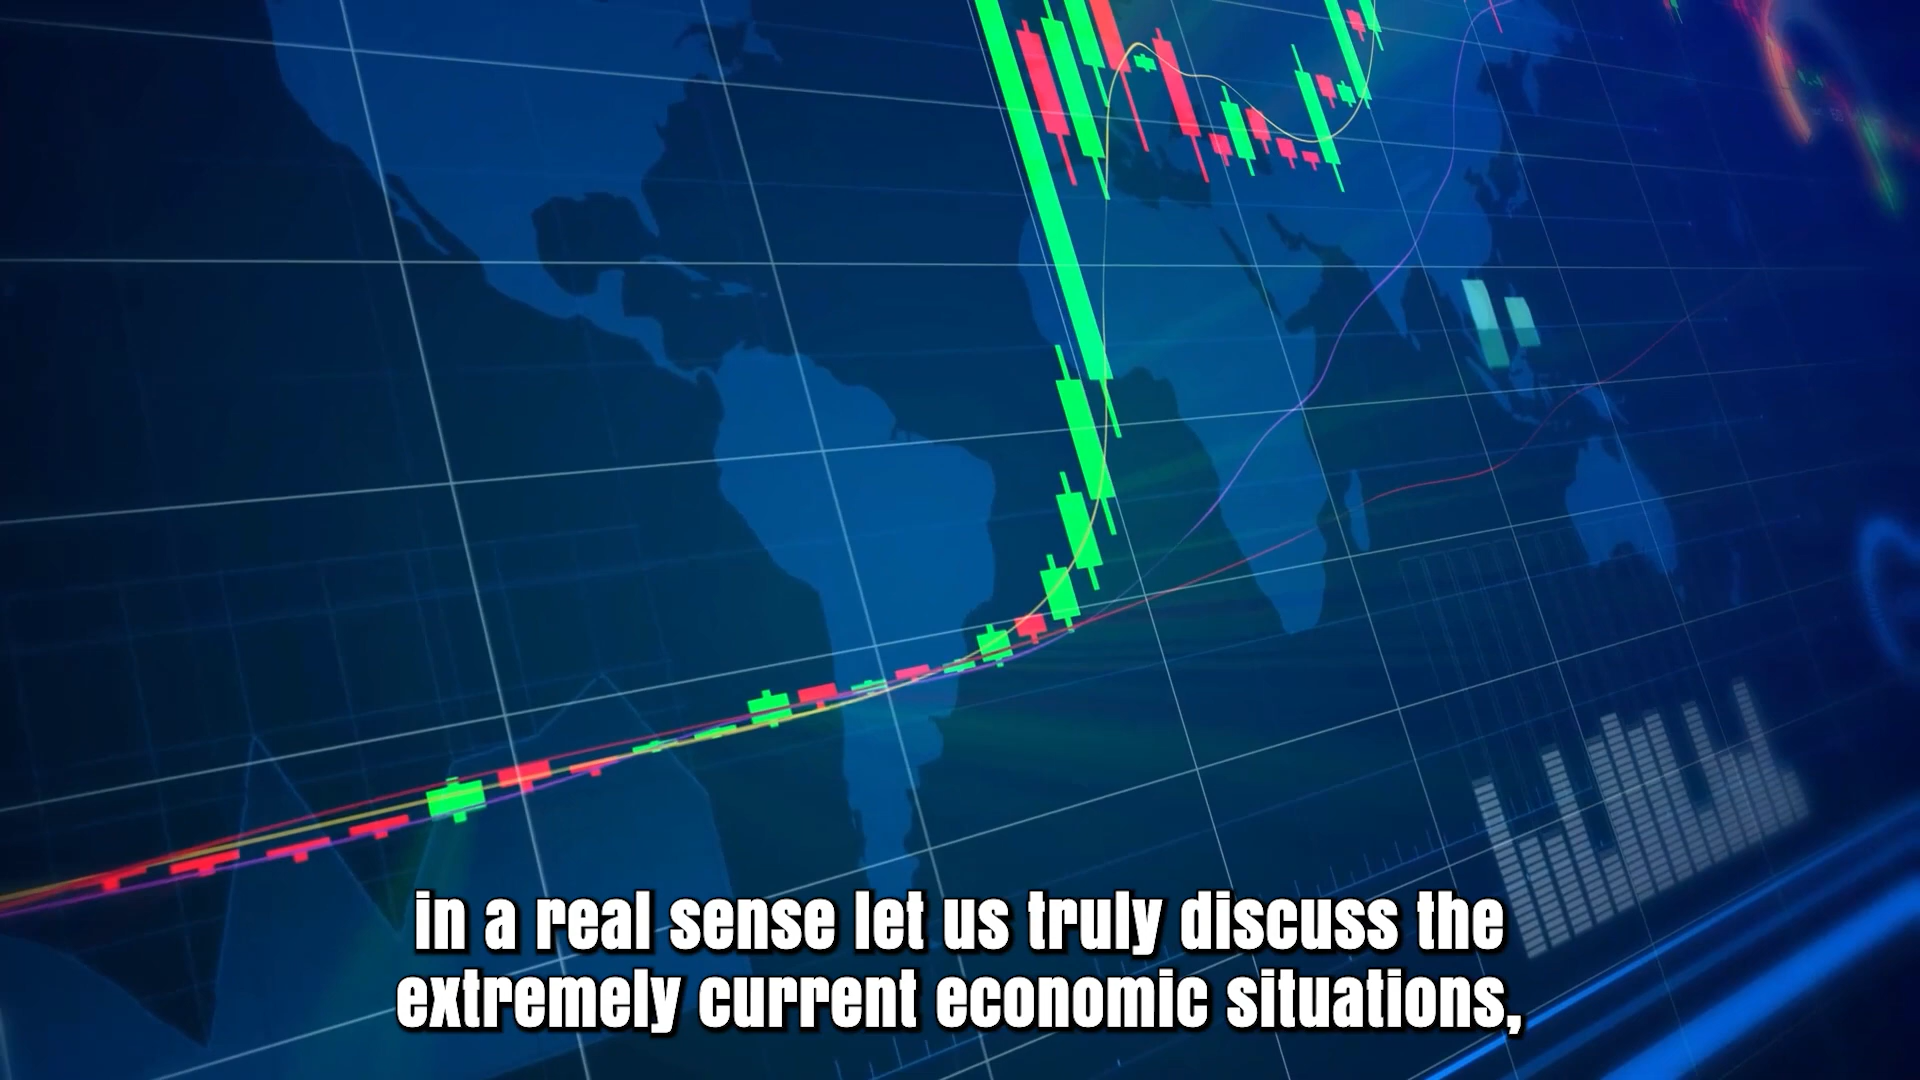 in a real sense let us truly discuss the
extremely current economic situations,